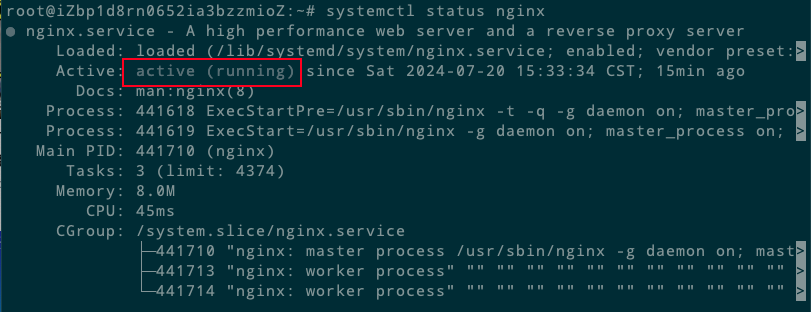 root@iZbp1d8rn0652ia3bzzmioZ:~# systemctl status nginx
● nginx.service - A high performance web server and a reverse proxy server
Loaded: loaded (/lib/systemd/system/nginx.service; enabled; vendor preset:>
Active: active (running) since Sat 2024-07-20 15:33:34 CST; 15min ago
Docs: man:nginx(8)
Process: 441618 ExecStartPre=/usr/sbin/nginx -t -q -g daemon on; master_pro>
Process: 441619 ExecStart=/usr/sbin/nginx -g daemon on; master_process on; >
Main PID: 441710 (nginx)
Tasks: 3 (limit: 4374)
Memory: 8.0M
CPU: 45ms
CGroup: /system.slice/nginx.service
├─441710 "nginx: master process /usr/sbin/nginx -g daemon on; mast>
├─441713 "nginx: worker process" "" "" "" "" "" "" "" "" "" "" "" >
└─441714 "nginx: worker process" "" "" "" "" "" "" "" "" "" "" "" >